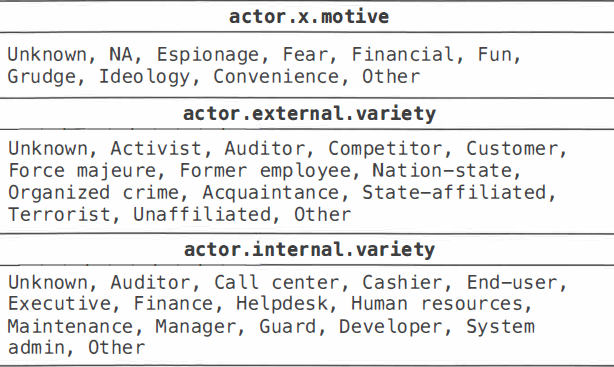 actor.x.motive
Unknown, NA, Espionage, Fear, Financial, Fun,
Grudge, Ideology, Convenience, Other
actor.external.variety
Unknown, Activist, Auditor, Competitor, Customer,
Force majeure, Former employee, Nation-state,
Organized crime, Acquaintance, State-affiliated,
Terrorist, Unaffiliated, Other
actor.internal.variety
Unknown, Auditor, Call center, Cashier, End-user,
Executive, Finance, Helpdesk, Human resources,
Maintenance, Manager, Guard, Developer, System
admin, Other